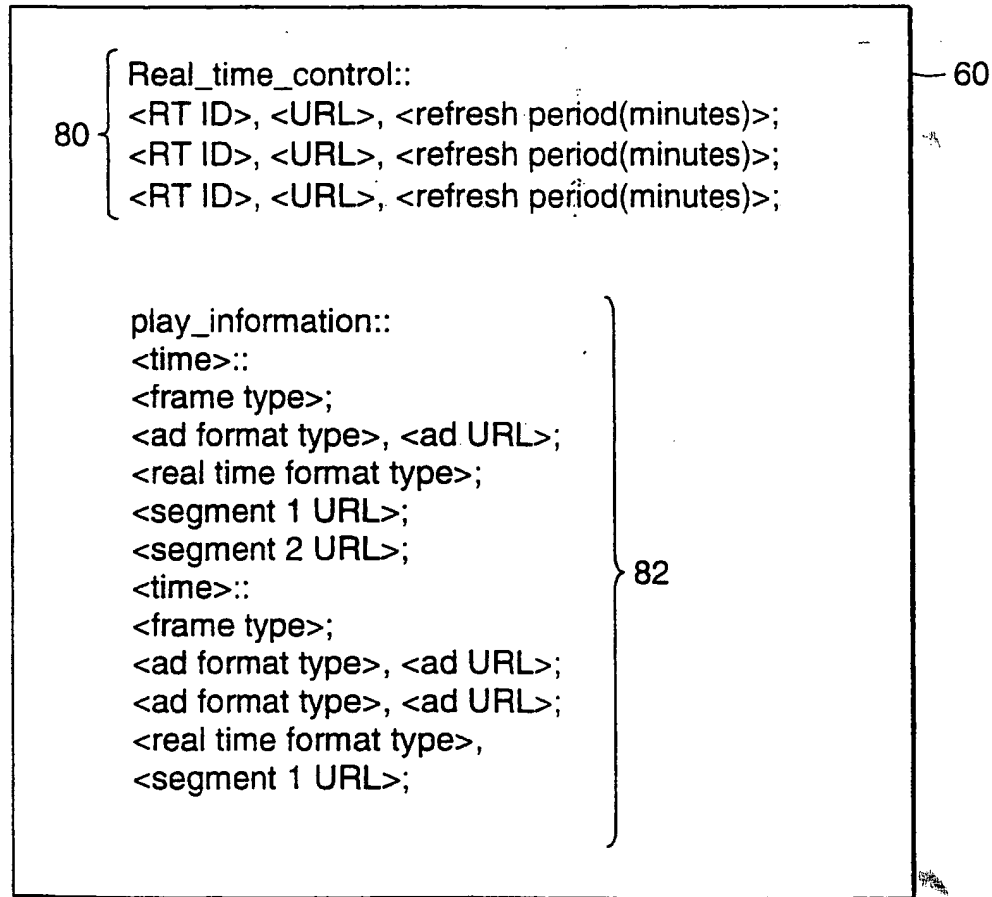 Real_time_control::
<RT ID>, <URL>, <refresh period(minutes)>;
<RT ID>, <URL>, <refresh period(minutes)>;
<RT ID>, <URL>, <refresh period(minutes)>;
80
60
play_information::
<time>::
<frame type>;
<ad format type>, <ad URL>;
<real time format type>;
<segment 1 URL>;
<segment 2 URL>;
<time>::
<frame type>;
<ad format type>, <ad URL>;
<ad format type>, <ad URL>;
<real time format type>,
<segment 1 URL>;
82